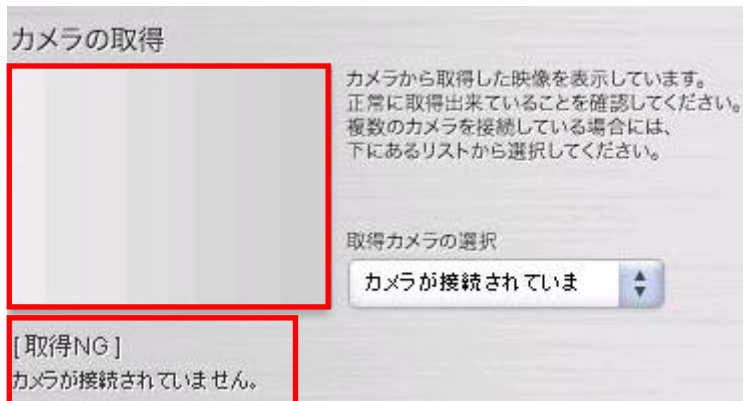 カメラの取得
カメラから取得した映像を表示しています。
正常に取得出来ていることを確認してください。
複数のカメラを接続している場合には、
下にあるリストから選択してください。
取得カメラの選択
カメラが接続されていま
[取得NG]
カメラが接続されていません。